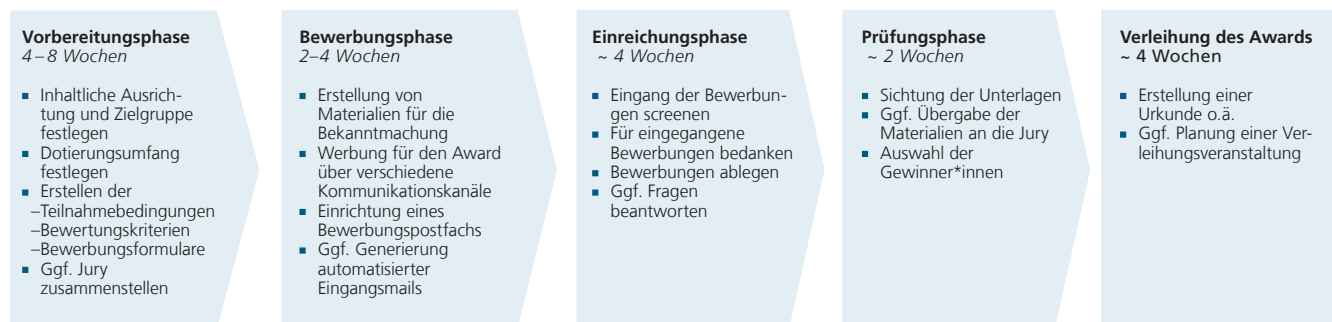 Vorbereitungsphase
4–8 Wochen
▪ Inhaltliche Ausrich-
tung und Zielgruppe
festlegen
▪ Dotierungsumfang
festlegen
▪ Erstellen der
–Teilnahmebedingungen
–Bewertungskriterien
–Bewerbungsformulare
▪ Ggf. Jury
zusammenstellen
Bewerbungsphase
2–4 Wochen
▪ Erstellung von
Materialien für die
Bekanntmachung
▪ Werbung für den Award
über verschiedene
Kommunikationskanäle
▪ Einrichtung eines
Bewerbungspostfachs
▪ Ggf. Generierung
automatisierter
Eingangsmails
Einreichungsphase
~ 4 Wochen
▪ Eingang der Bewerbun-
gen screenen
▪ Für eingegangene
Bewerbungen bedanken
▪ Bewerbungen ablegen
▪ Ggf. Fragen
beantworten
Prüfungsphase
~ 2 Wochen
▪ Sichtung der Unterlagen
▪ Ggf. Übergabe der
Materialien an die Jury
▪ Auswahl der
Gewinner*innen
Verleihung des Awards
~ 4 Wochen
▪ Erstellung einer
Urkunde o.ä.
▪ Ggf. Planung einer Ver-
leihungsveranstaltung